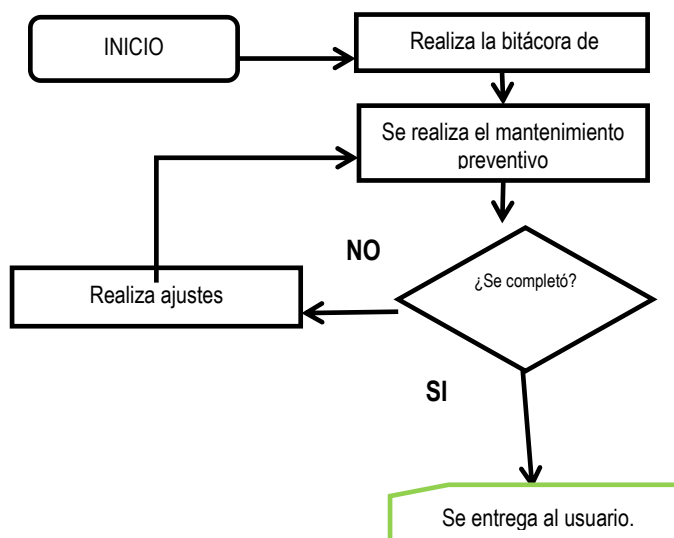 INICIO
Realiza la bitácora de
Se realiza el mantenimiento
preventivo
NO
¿Se completó?
Realiza ajustes
SI
Se entrega al usuario.